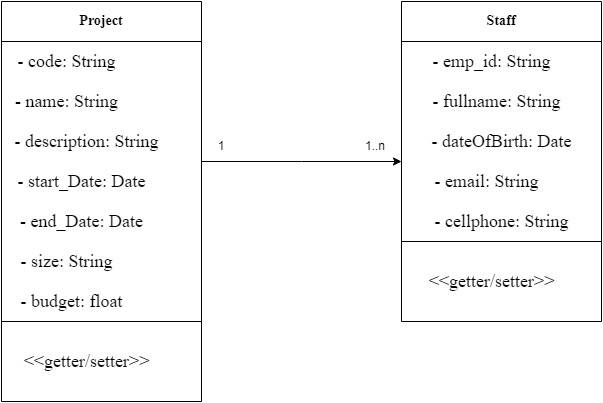 Project
- code: String
- name: String
- description: String
- start_Date: Date
- end_Date: Date
- size: String
- budget: float
<<getter/setter>>
1
1..n
Staff
- emp_id: String
- fullname: String
- dateOfBirth: Date
- email: String
- cellphone: String
<<getter/setter>>